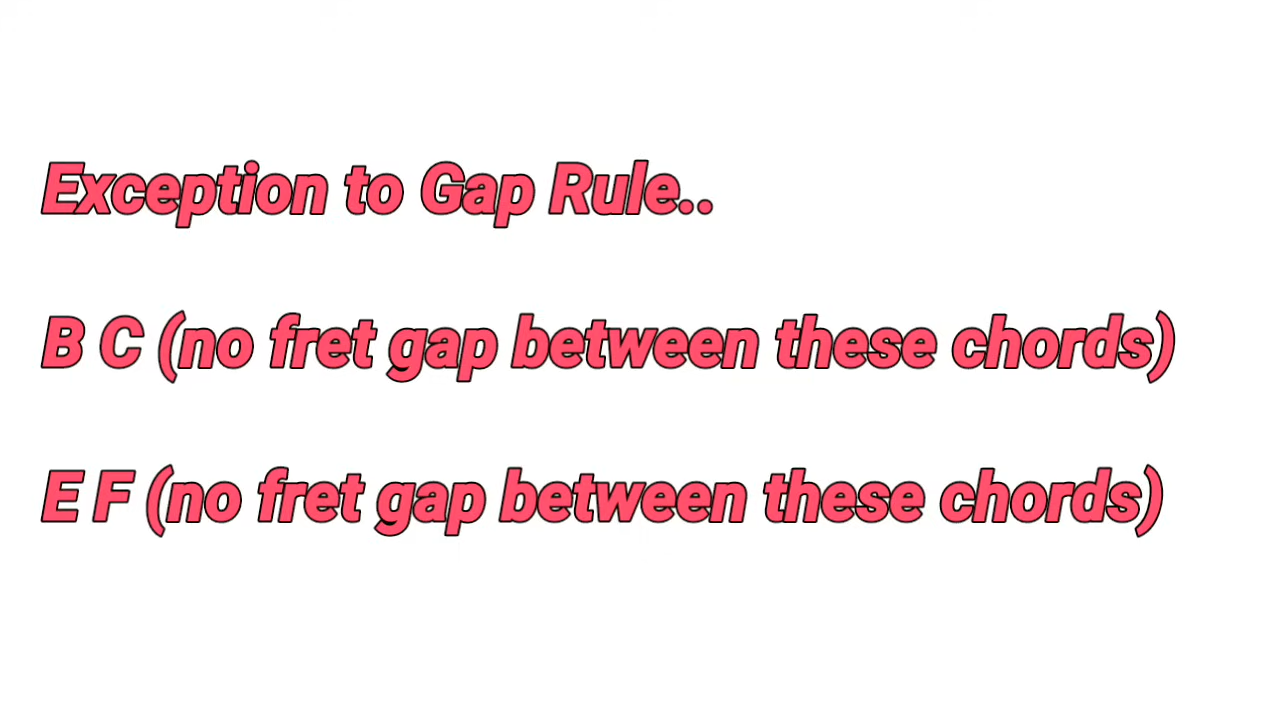 Exception to Gap Rule..
B C (no fret gap between these chords)
E F (no fret gap between these chords)